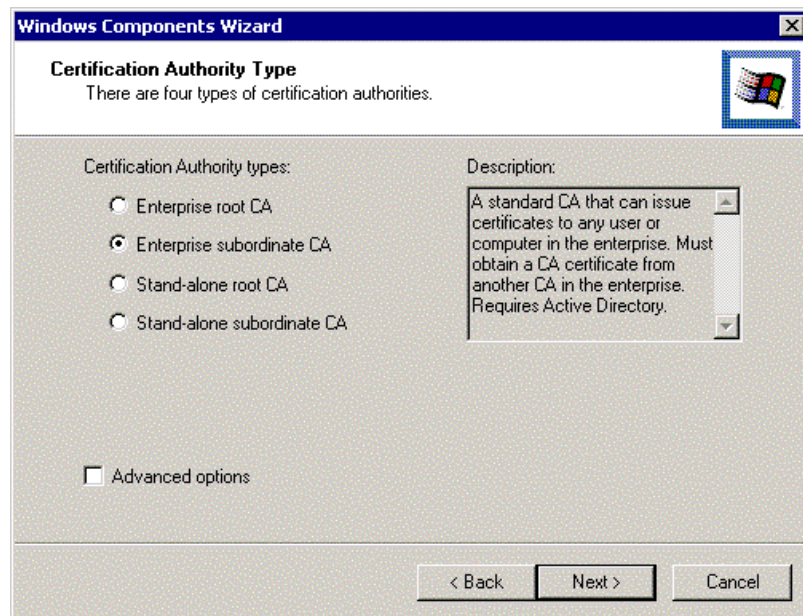 Windows Components Wizard
Certification Authority Type
There are four types of certification authorities.
Certification Authority types:
Enterprise root CA
Enterprise subordinate CA
Stand-alone root CA
Stand-alone subordinate CA
Description:
A standard CA that can issue
certificates to any user or
computer in the enterprise. Must
obtain a CA certificate from
another CA in the enterprise.
Requires Active Directory.
Advanced options
< Back
Next >
Cancel